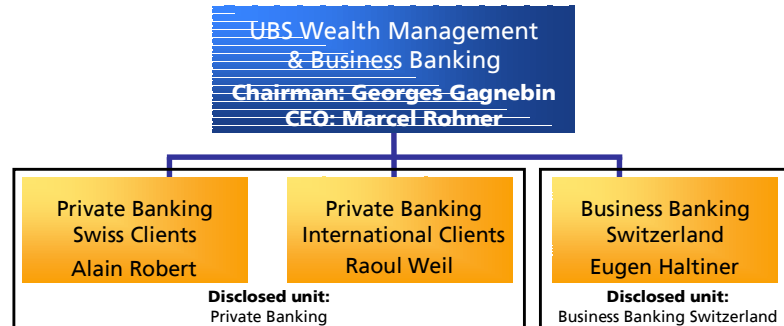 UBS Wealth Management
& Business Banking
Chairman: Georges Gagnebin
CEO: Marcel Rohner
Private Banking
Swiss Clients
Alain Robert
Private Banking
International Clients
Raoul Weil
Disclosed unit:
Private Banking
Business Banking
Switzerland
Eugen Haltiner
Disclosed unit:
Business Banking Switzerland